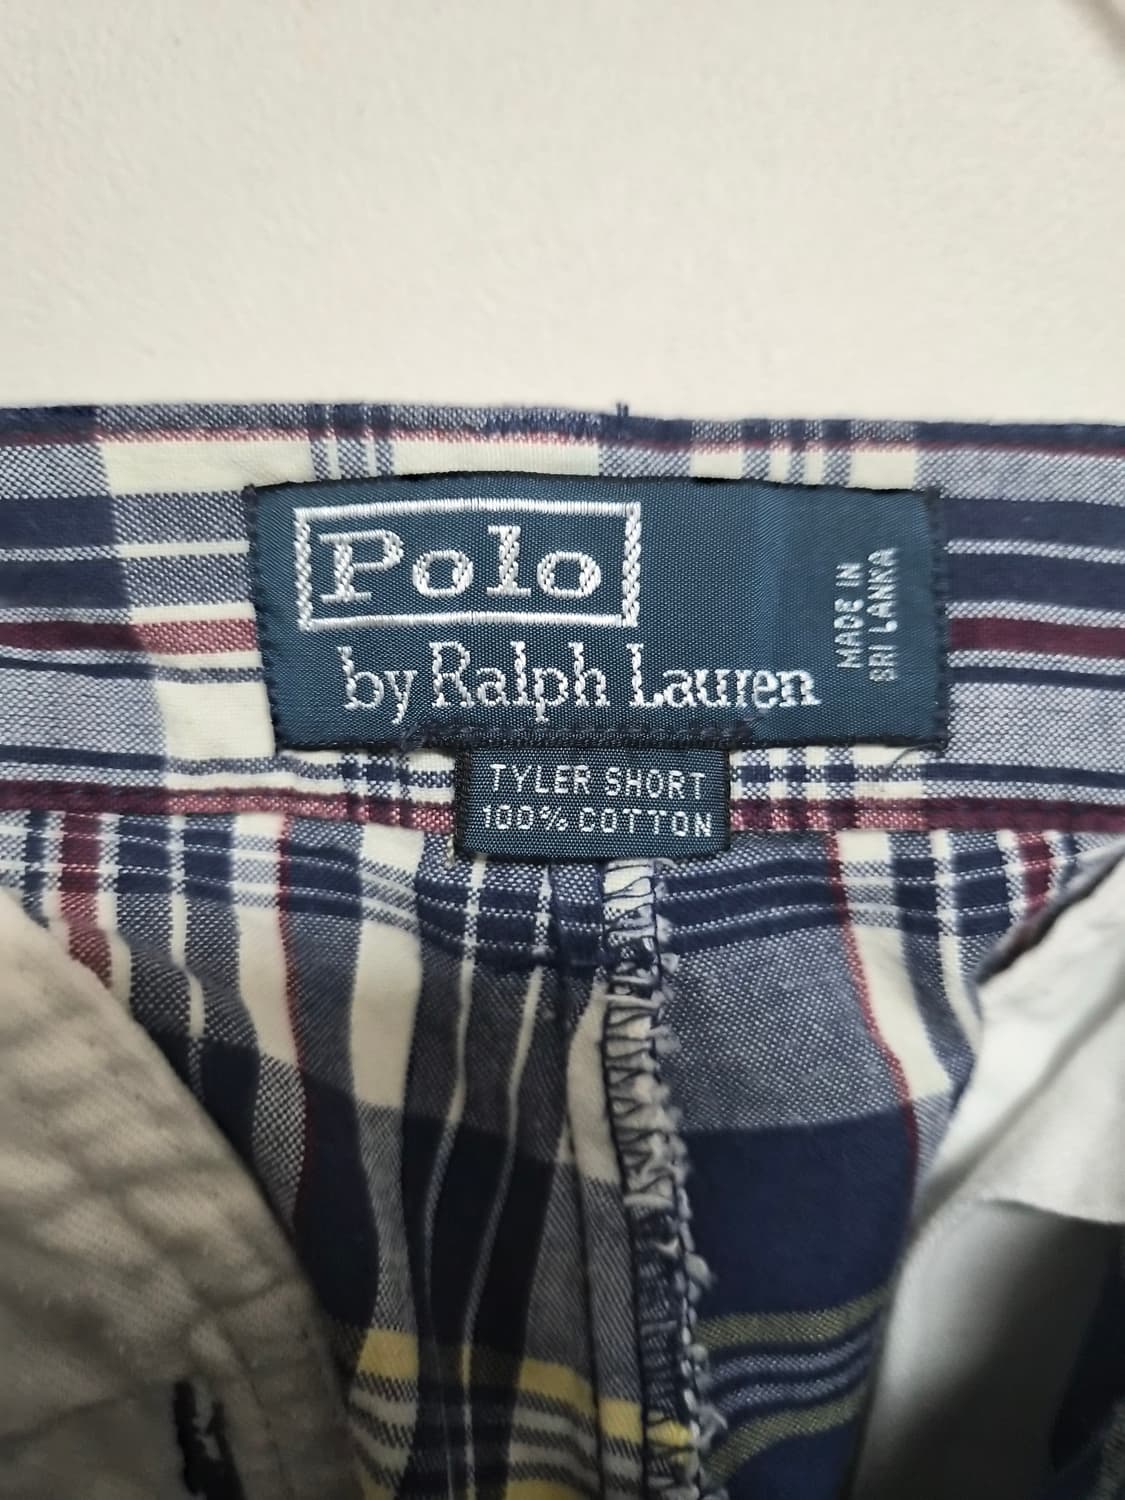 Polo
by Ralph Lauren
MADE IN
SRI LANKA
TYLER SHORT
100% COTTON